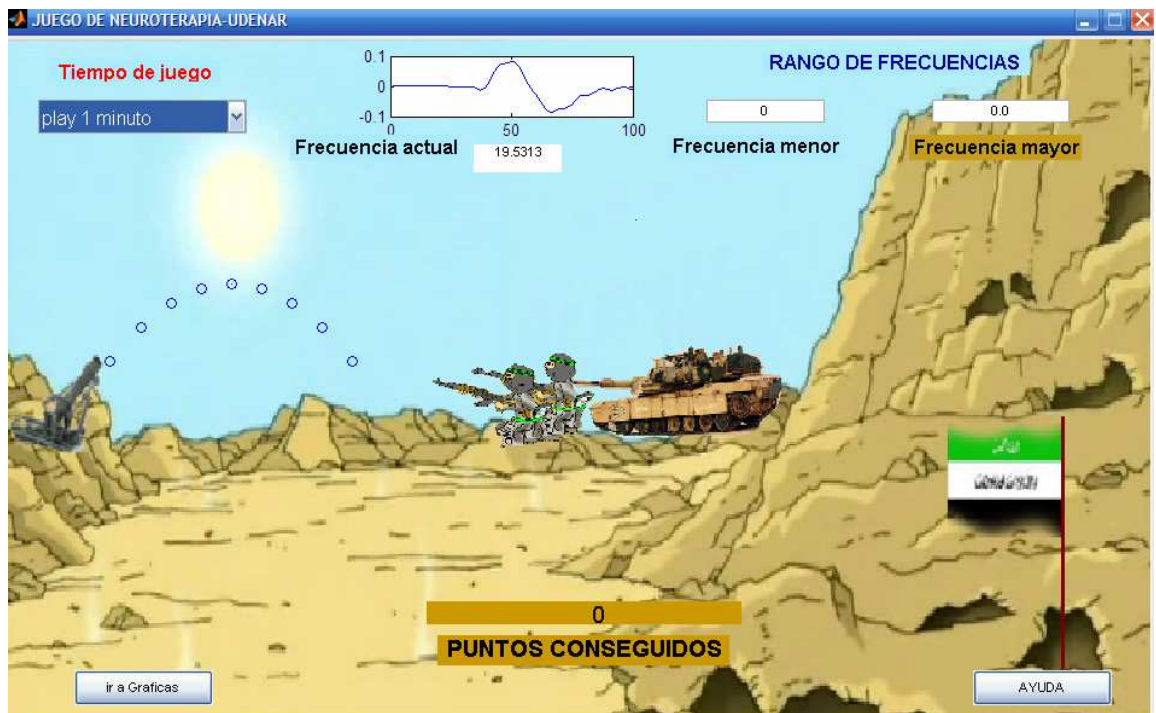 JUEGO DE NEUROTERAPIA-UDENAR
Tiempo de juego
play 1 minuto
0.1
0
-0.1
0
50
100
Frecuencia actual
19.5313
RANGO DE FRECUENCIAS
0
0.0
Frecuencia menor
Frecuencia mayor
0
PUNTOS CONSEGUIDOS
ir a Graficas
AYUDA